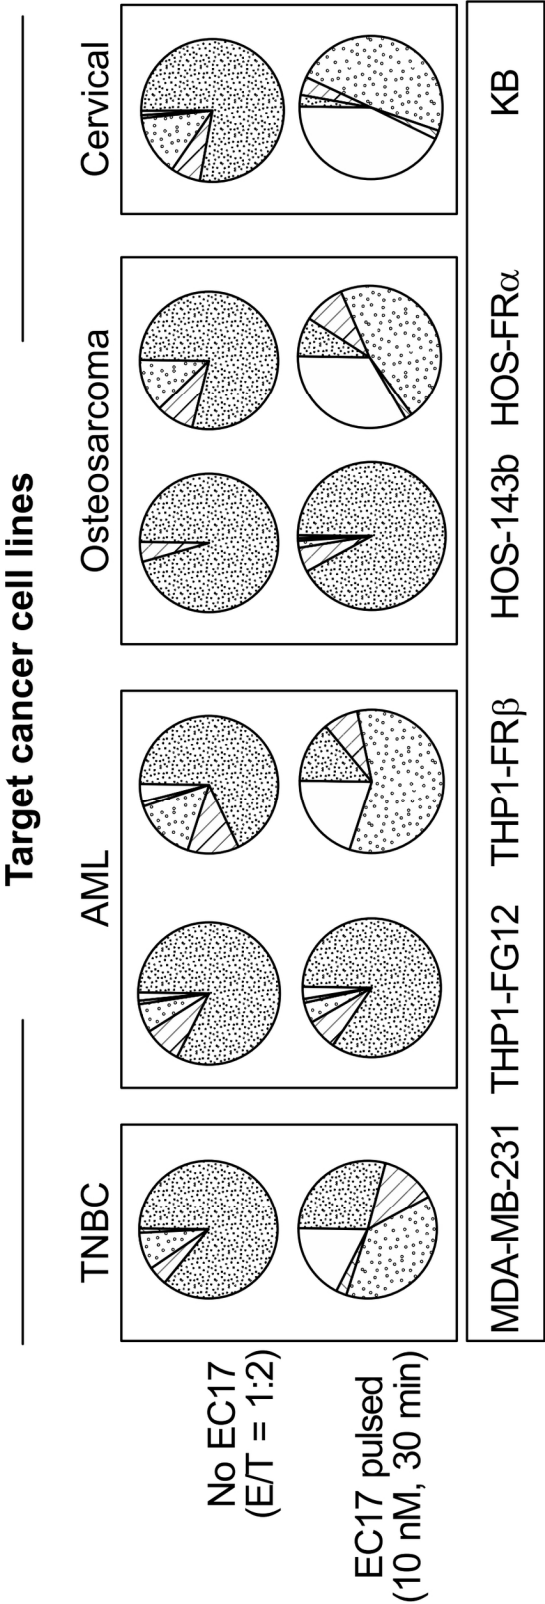 Target cancer cell lines
TNBC
AML
Osteosarcoma
Cervical
No EC17
(E/T = 1:2)
EC17 pulsed
(10 nM, 30 min)
MDA-MB-231
THP1-FG12
THP1-FRβ
HOS-143b
HOS-FRα
KB